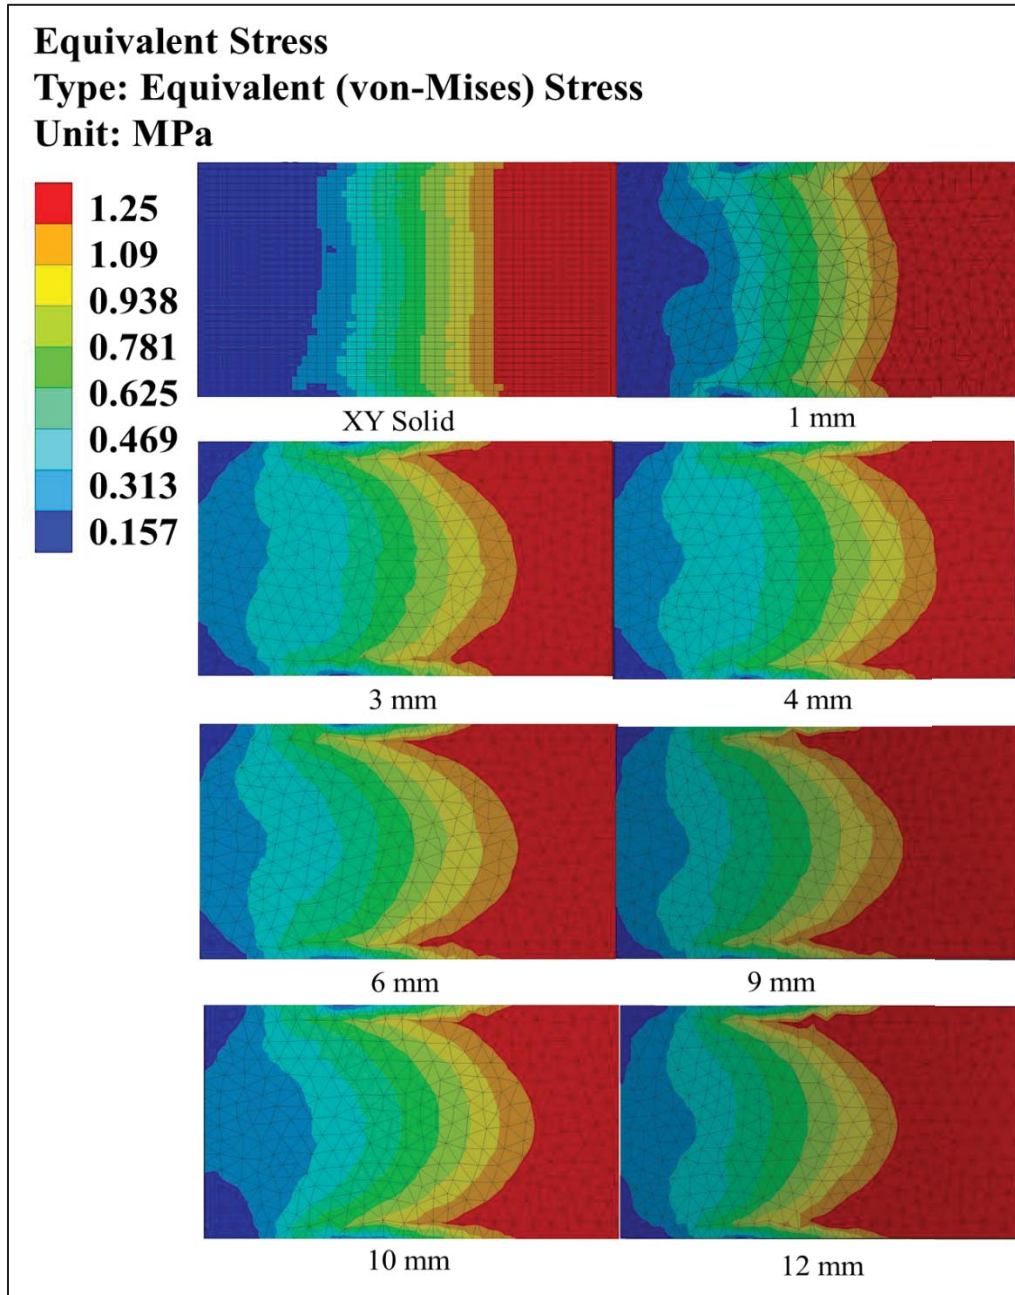 Equivalent Stress
Type: Equivalent (von-Mises) Stress
Unit: MPa
1.25
1.09
0.938
0.781
0.625
0.469
0.313
0.157
XY Solid
1 mm
3 mm
4 mm
6 mm
9 mm
10 mm
12 mm